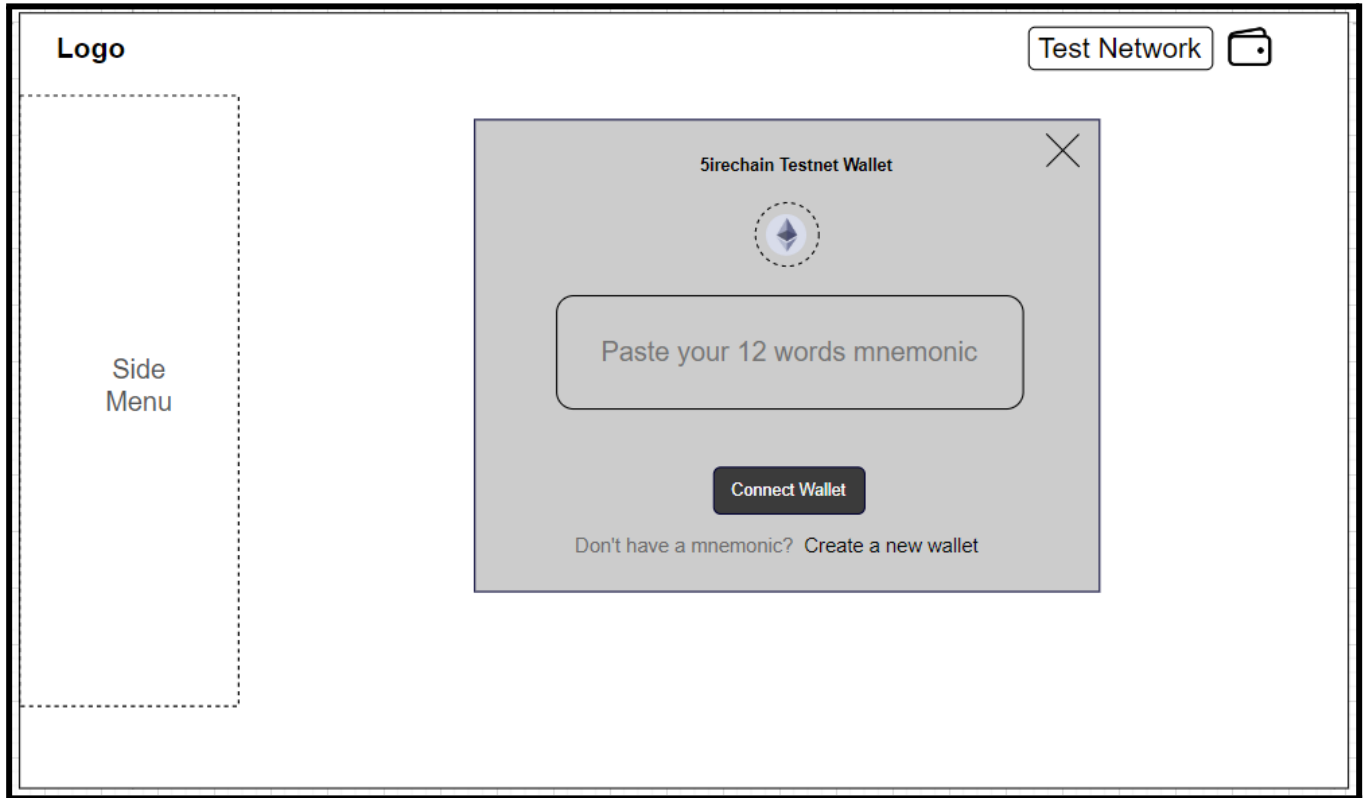 Logo
Test Network
5irechain Testnet Wallet
Paste your 12 words mnemonic
Side
Menu
Connect Wallet
Don't have a mnemonic? Create a new wallet